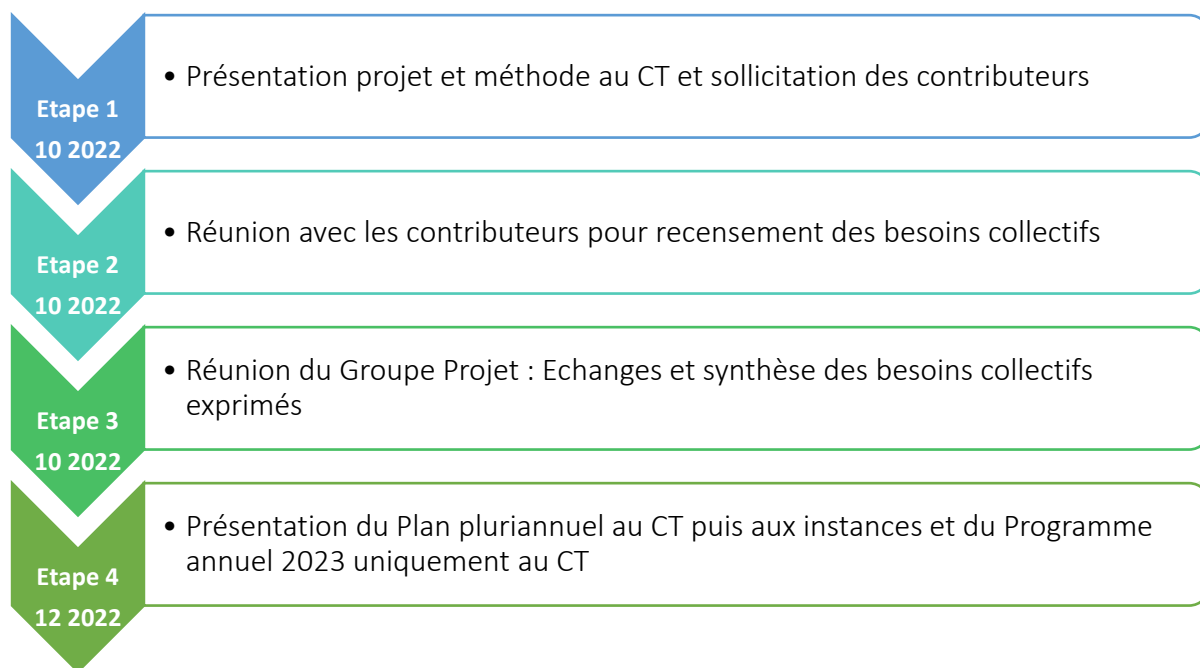 Etape 1
10 2022
• Présentation projet et méthode au CT et sollicitation des contributeurs
Etape 2
10 2022
• Réunion avec les contributeurs pour recensement des besoins collectifs
Etape 3
10 2022
• Réunion du Groupe Projet : Echanges et synthèse des besoins collectifs
exprimés
Etape 4
12 2022
• Présentation du Plan pluriannuel au CT puis aux instances et du Programme
annuel 2023 uniquement au CT